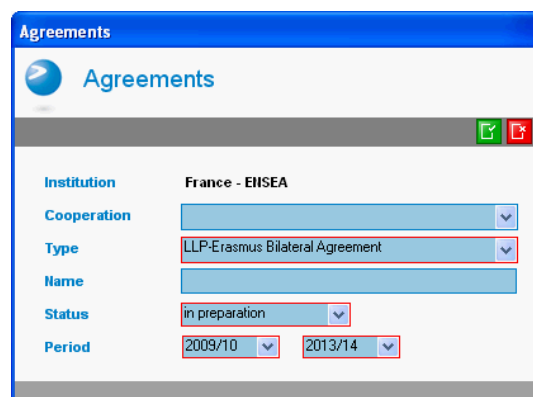 Agreements
Agreements
Institution France - ENSEA
Cooperation
Type LLP-Erasmus Bilateral Agreement
Name
Status in preparation
Period 2009/10 2013/14